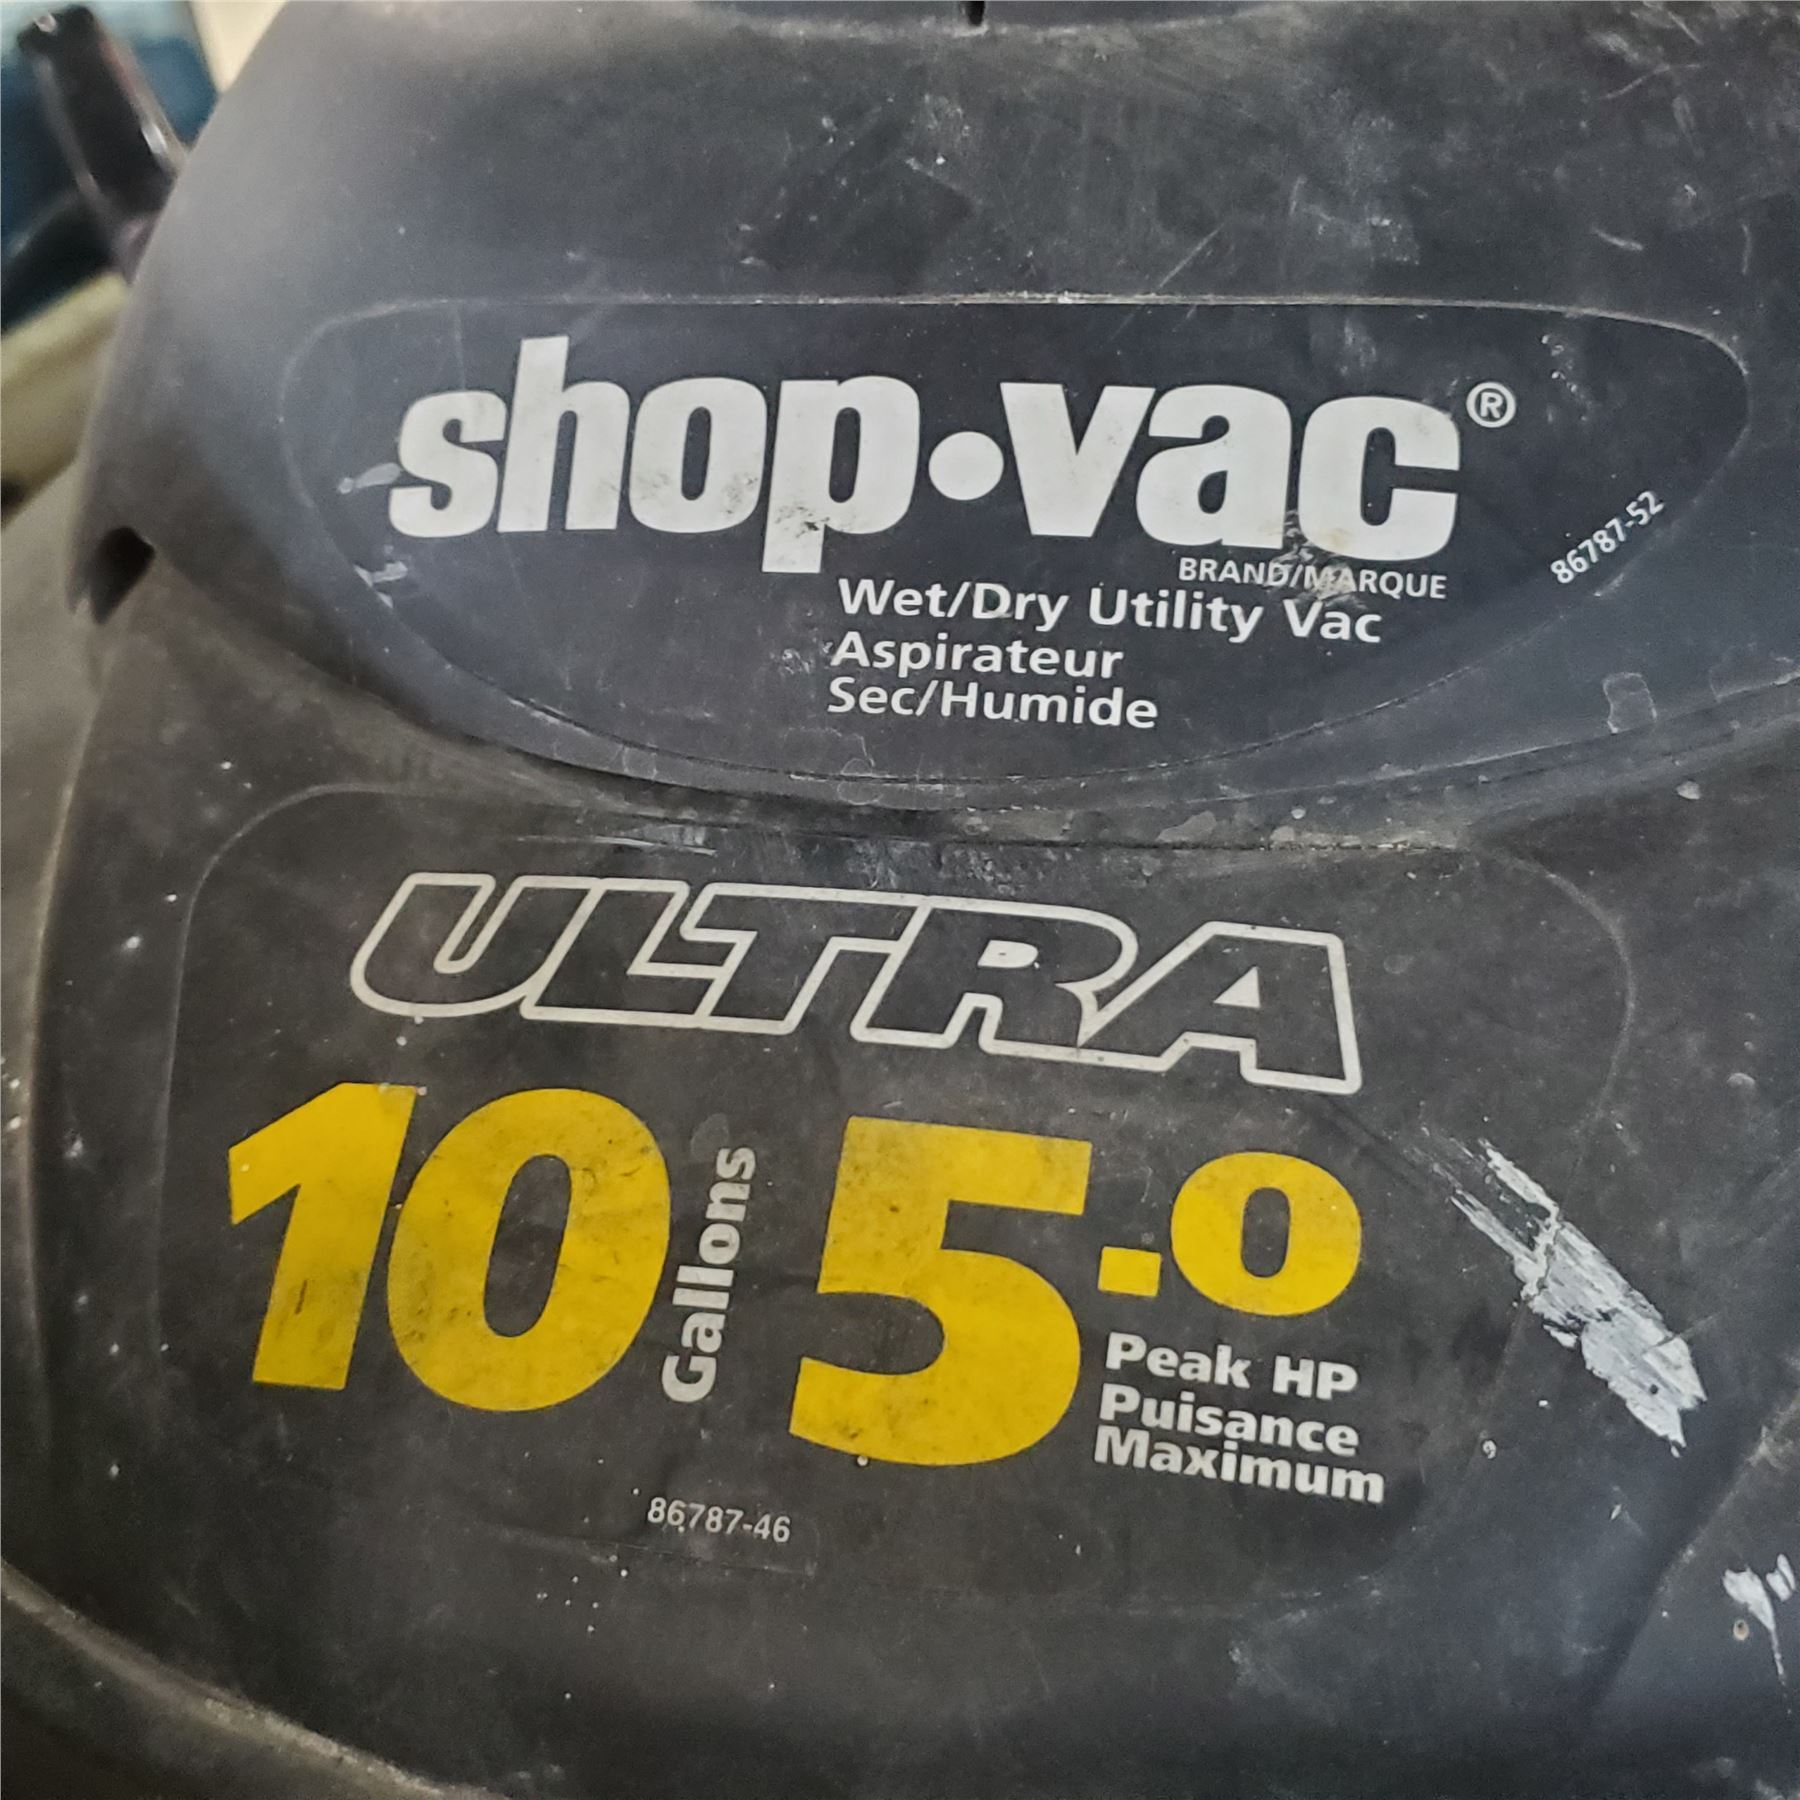 shop•vac®
BRAND/MARQUE
86787-52
Wet/Dry Utility Vac
Aspirateur
Sec/Humide
ULTRA
10 Gallons 5.0
Peak HP
Puisance
Maximum
86787-46